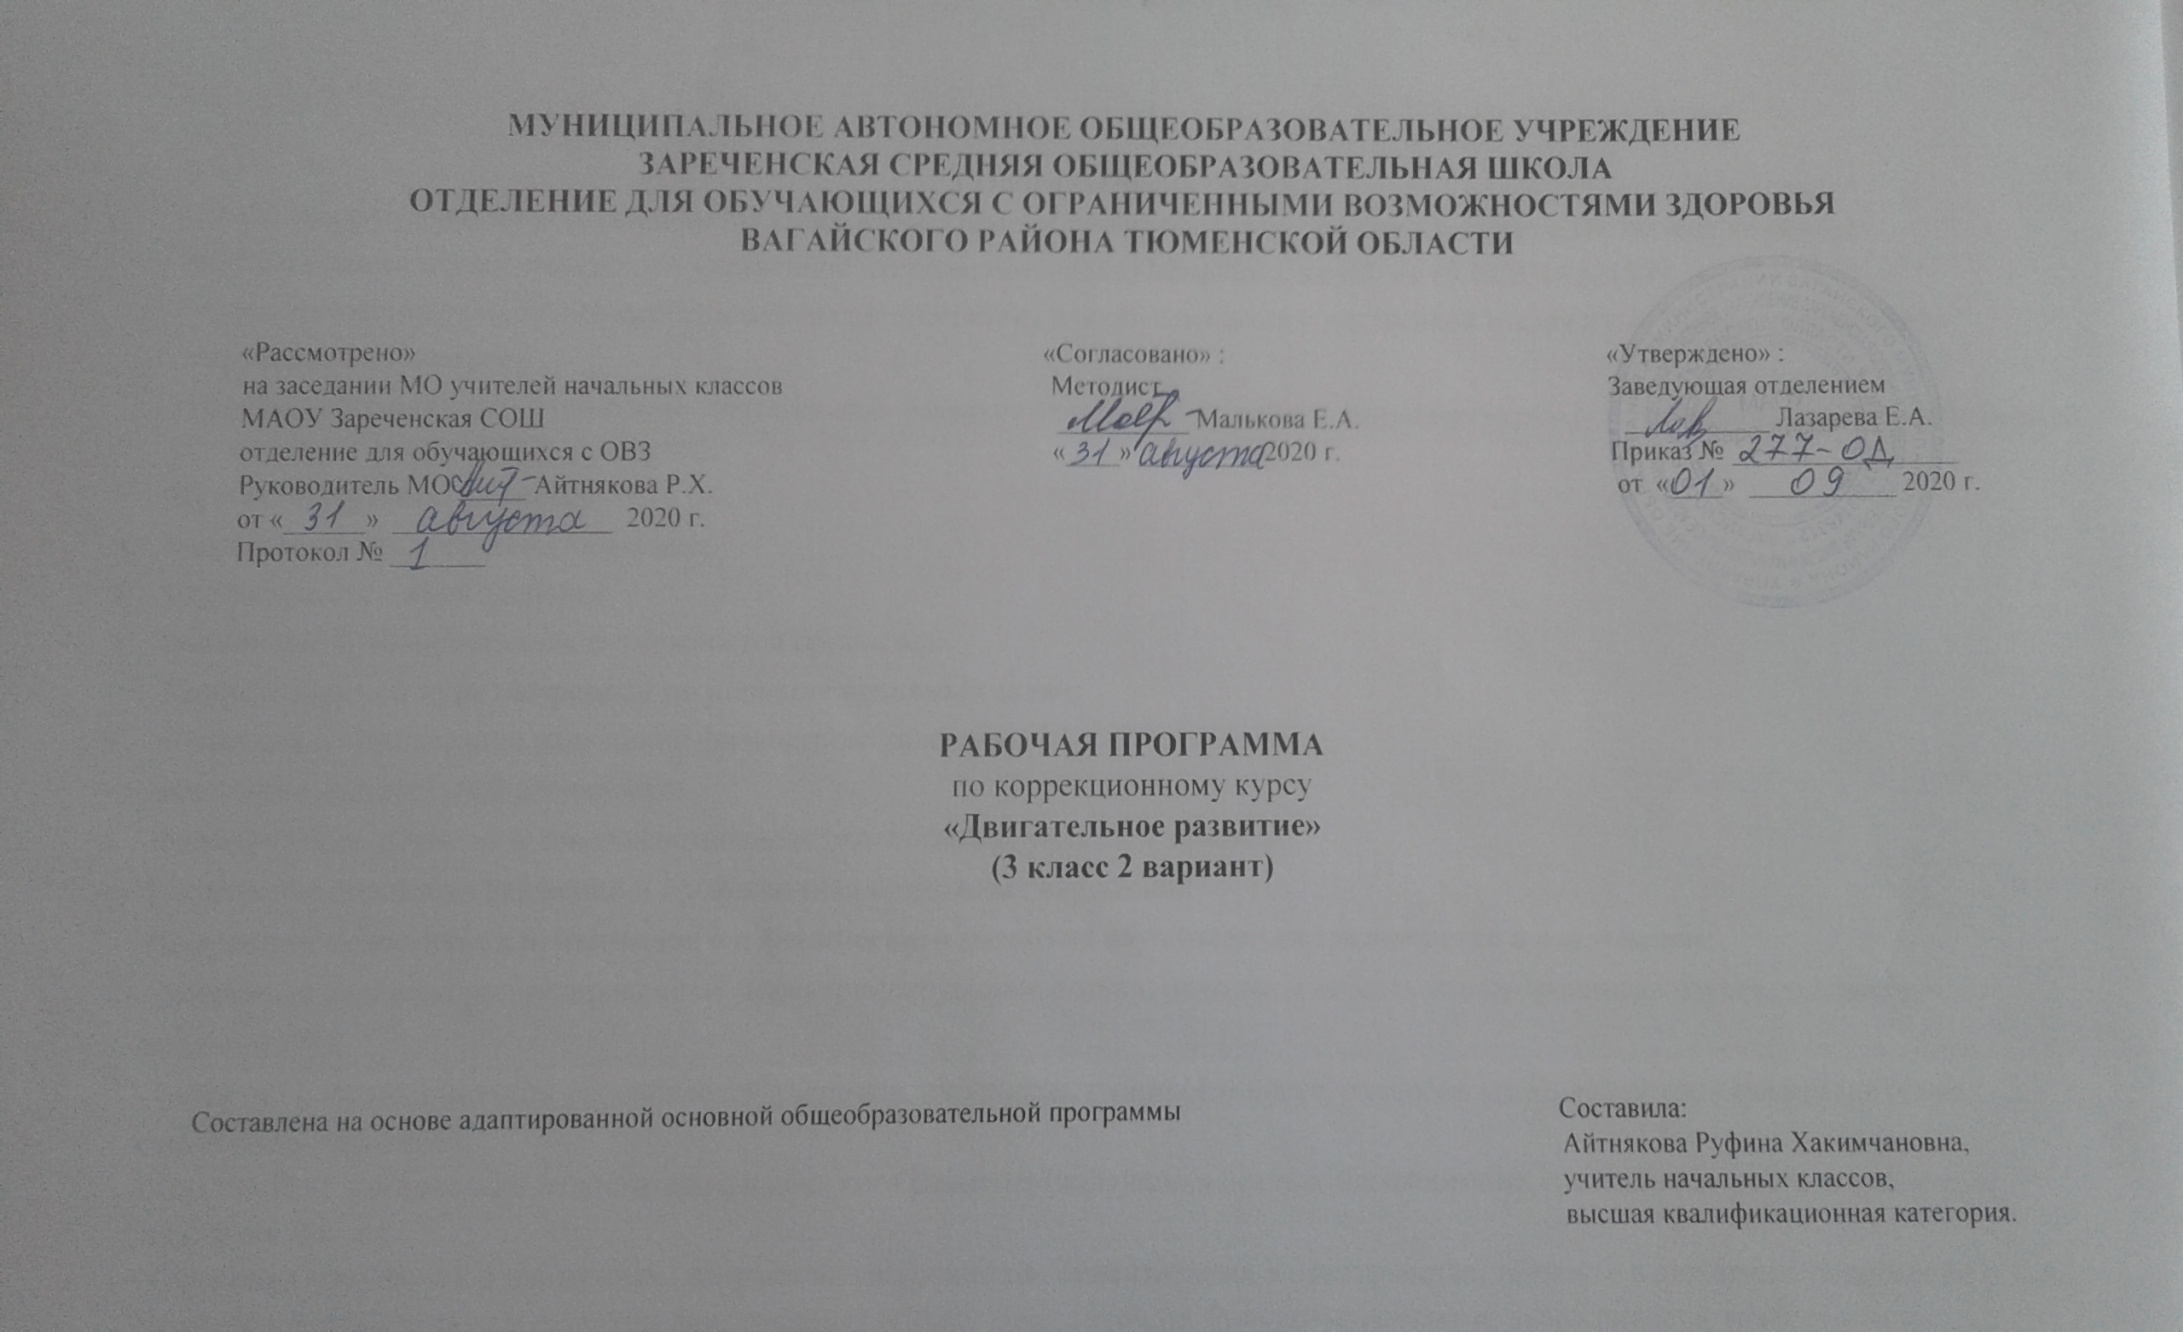 МУНИЦИПАЛЬНОЕ АВТОНОМНОЕ ОБЩЕОБРАЗОВАТЕЛЬНОЕ УЧРЕЖДЕНИЕ
ЗАРЕЧЕНСКАЯ СРЕДНЯЯ ОБЩЕОБРАЗОВАТЕЛЬНАЯ ШКОЛА
ОТДЕЛЕНИЕ ДЛЯ ОБУЧАЮЩИХСЯ С ОГРАНИЧЕННЫМИ ВОЗМОЖНОСТЯМИ ЗДОРОВЬЯ
ВАГАЙСКОГО РАЙОНА ТЮМЕНСКОЙ ОБЛАСТИ
«Рассмотрено»
на заседании МО учителей начальных классов
МАОУ Зареченская СОШ
отделение для обучающихся с ОВЗ
Руководитель МО Айтнякова Р.Х.
от «31» августа 2020 г.
Протокол № 1
«Согласовано» :
Методист
Малькова Е.А.
«31» августа 2020 г.
«Утверждено» :
Заведующая отделением
Лазарева Е.А.
Приказ № 277-ОД
от «01» 09 2020 г.
РАБОЧАЯ ПРОГРАММА
по коррекционному курсу
«Двигательное развитие»
(3 класс 2 вариант)
Составлена на основе адаптированной основной общеобразовательной программы
Составила:
Айтнякова Руфина Хакимчановна,
учитель начальных классов,
высшая квалификационная категория.